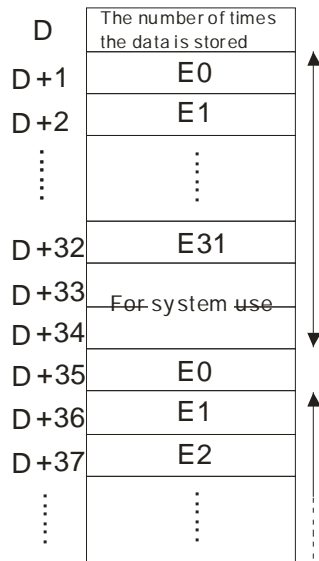 D
The number of times
the data is stored
D+1 E0
D+2 E1
⋮ ⋮
D+32 E31
D+33
For system use
D+34
D+35 E0
D+36 E1
D+37 E2
⋮ ⋮